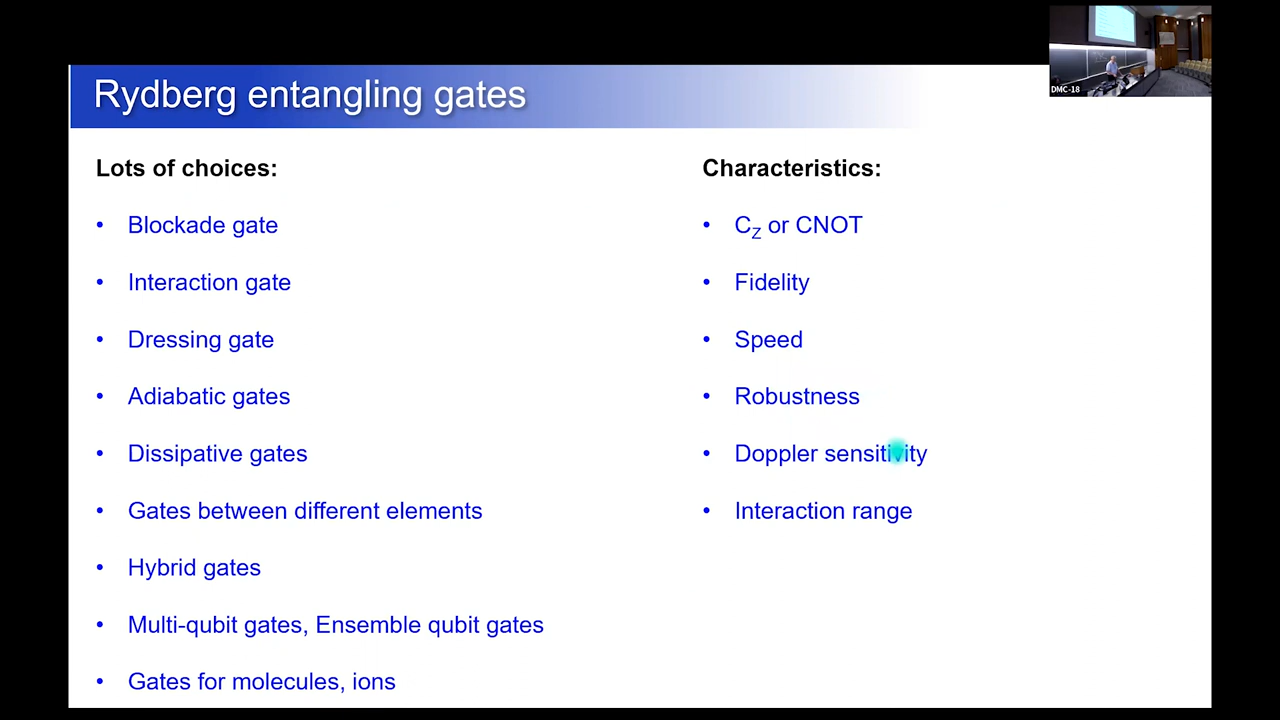 Rydberg entangling gates
Lots of choices:
• Blockade gate
• Interaction gate
• Dressing gate
• Adiabatic gates
• Dissipative gates
• Gates between different elements
• Hybrid gates
• Multi-qubit gates, Ensemble qubit gates
• Gates for molecules, ions
Characteristics:
• C_Z or CNOT
• Fidelity
• Speed
• Robustness
• Doppler sensitivity
• Interaction range
DMC-18